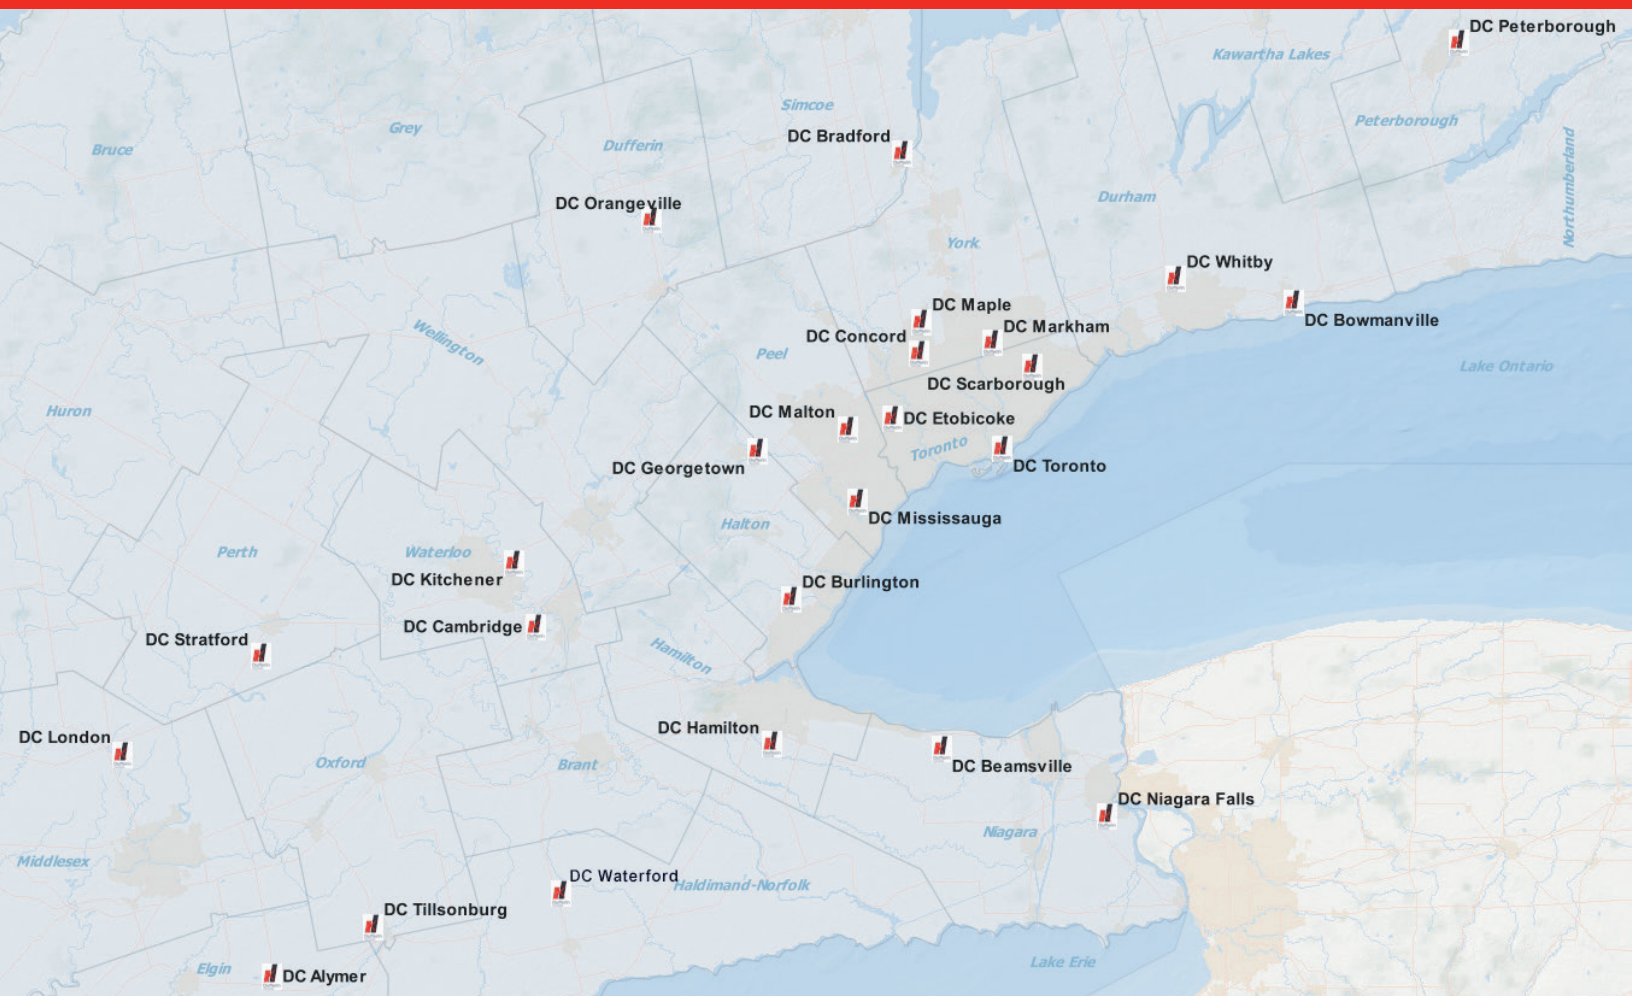 DC Peterborough
Kawartha Lakes
Simcoe
Peterborough
Grey
DC Bradford
Northumberland
Bruce
Dufferin
Durham
DC Orangeville
York
DC Whitby
DC Maple
DC Bowmanville
DC Markham
DC Concord
Wellington
Peel
Lake Ontario
DC Scarborough
Huron
DC Malton
DC Etobicoke
Toronto
DC Georgetown
DC Toronto
DC Mississauga
Halton
Perth
Waterloo
DC Kitchener
DC Burlington
DC Cambridge
DC Stratford
Hamilton
DC Hamilton
DC London
Oxford
Brant
DC Beamsville
DC Niagara Falls
Niagara
Middlesex
DC Waterford
Haldimand-Norfolk
DC Tillsonburg
Lake Erie
Elgin
DC Alymer